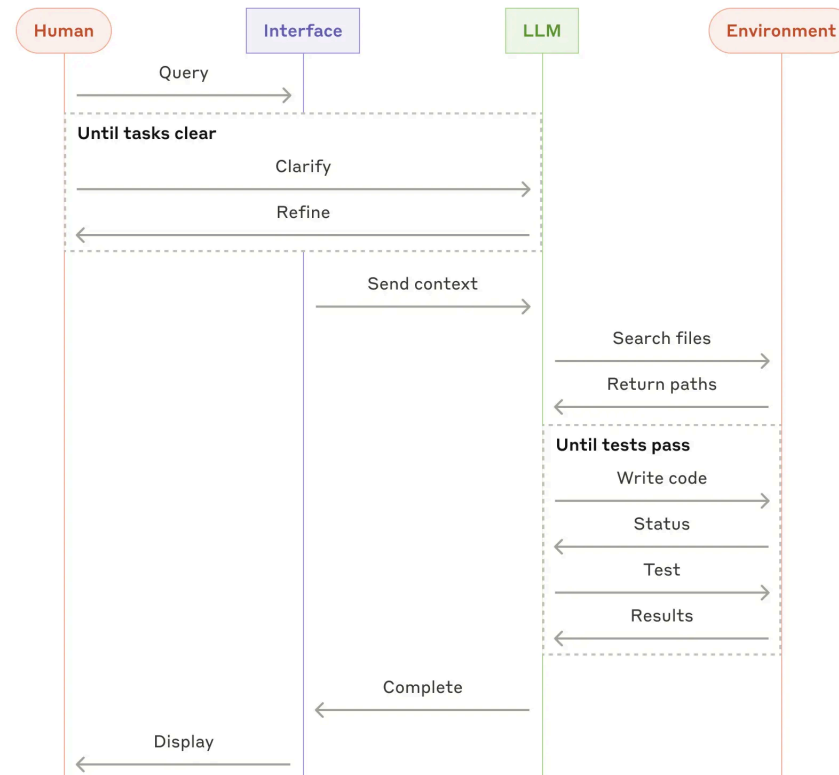 Human
Interface
LLM
Environment
Query
Until tasks clear
Clarify
Refine
Send context
Search files
Return paths
Until tests pass
Write code
Status
Test
Results
Complete
Display